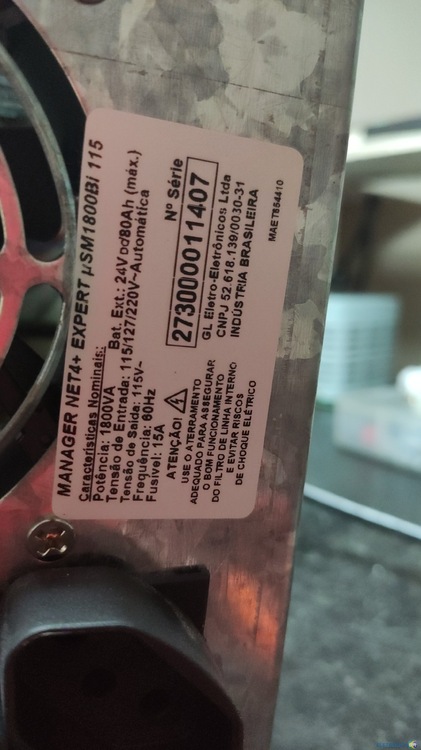 MANAGER NET4+ EXPERT µSM1800Bi 115
Características Nominais:
Potência: 1800VA Bat. Ext.: 24VDC/80Ah (máx.)
Tensão de Entrada: 115/127/220V~Automática
Tensão de Saída: 115V~
Frequência: 60Hz
Fusível: 15A
ATENÇÃO!
USE O ATERRAMENTO
ADEQUADO PARA ASSEGURAR
O BOM FUNCIONAMENTO
DO FILTRO DE LINHA INTERNO
E EVITAR RISCOS
DE CHOQUE ELÉTRICO
Nº Série
273000011407
GL Eletro-Eletrônicos Ltda
CNPJ 52.618.139/0030-31
INDÚSTRIA BRASILEIRA
MAET854410